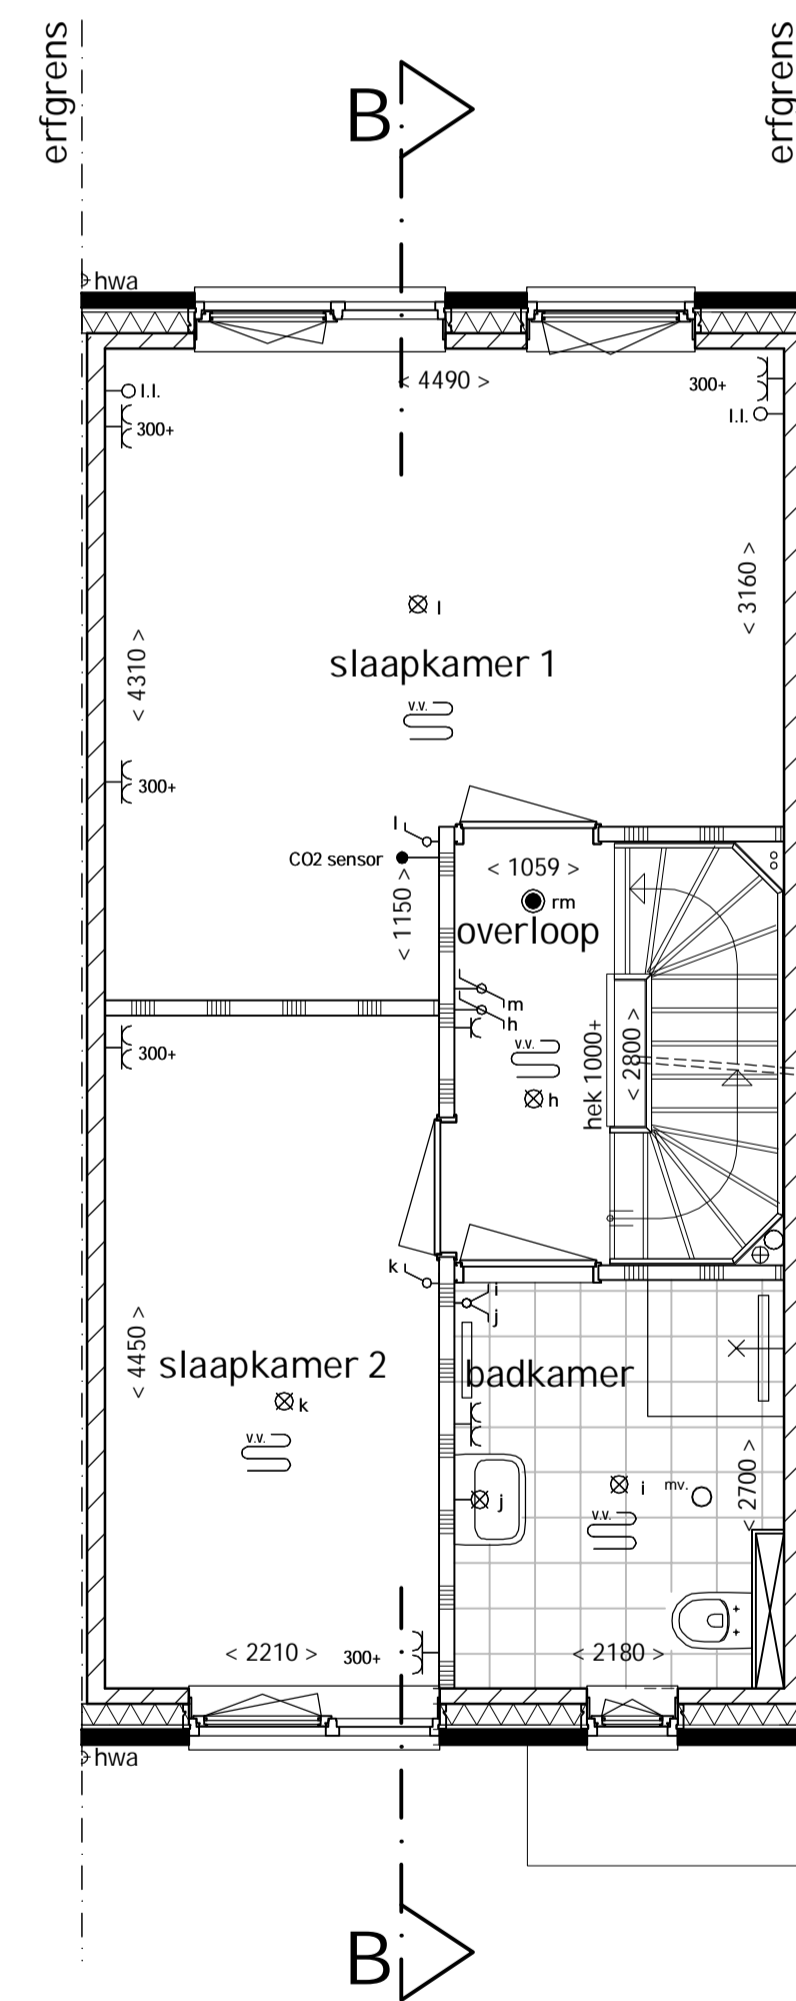 erfgrens
erfgrens
B
hwa
< 4490 >
l.l.
300+
300+
l.l.
< 3160 >
l
< 4310 >
slaapkamer 1
v.v.
300+
l
CO2 sensor
< 1150 >
< 1059 >
rm
overloop
m
h
300+
v.v.
h
hek 1000+
< 2800 >
k
i
j
< 4450 >
slaapkamer 2
badkamer
k
v.v.
j
i
mv.
v.v.
< 2700 >
< 2210 >
300+
< 2180 >
hwa
B